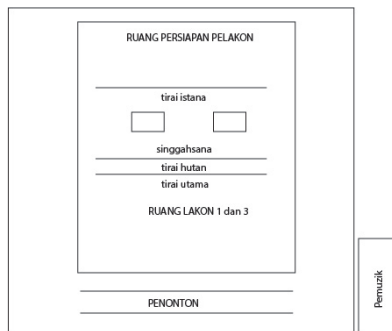 RUANG PERSIAPAN PELAKON
tirai istana
singgahsana
tirai hutan
tirai utama
RUANG LAKON 1 dan 3
PENONTON
Pemuzik